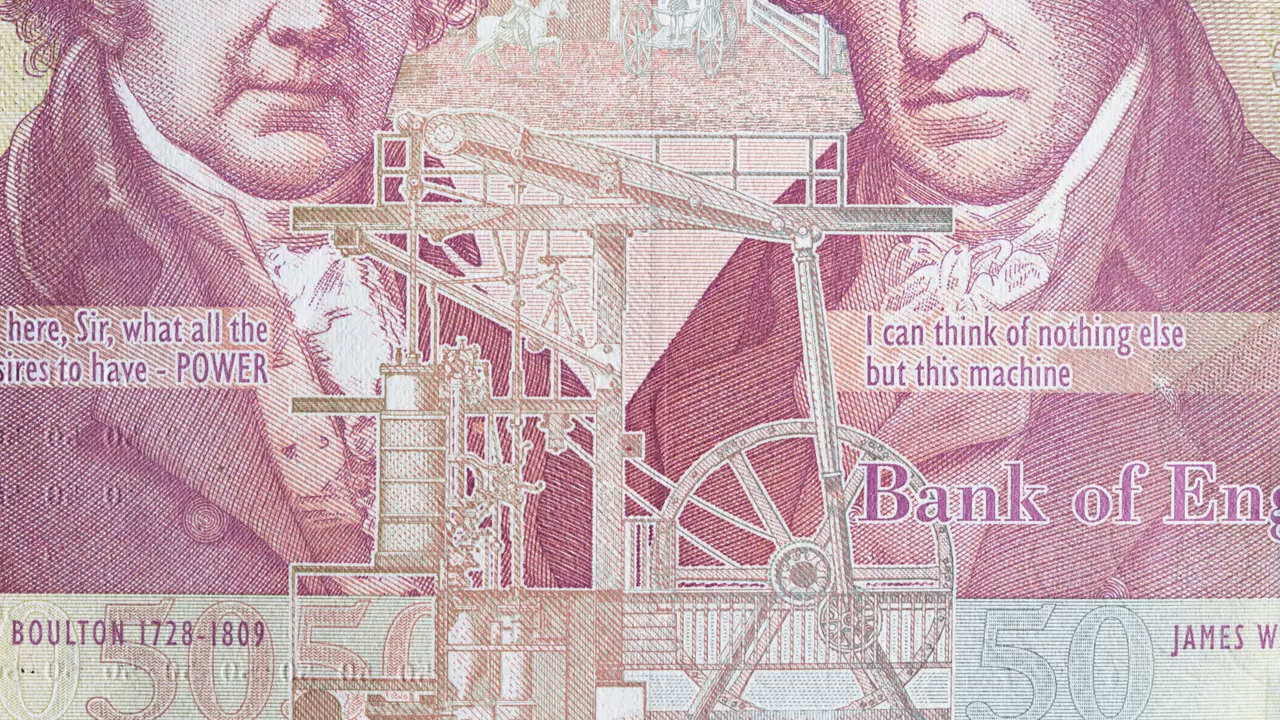 here, Sir, what all the
sires to have - POWER
I can think of nothing else
but this machine
Bank of Eng
50 50
BOULTON 1728-1809
50
JAMES W